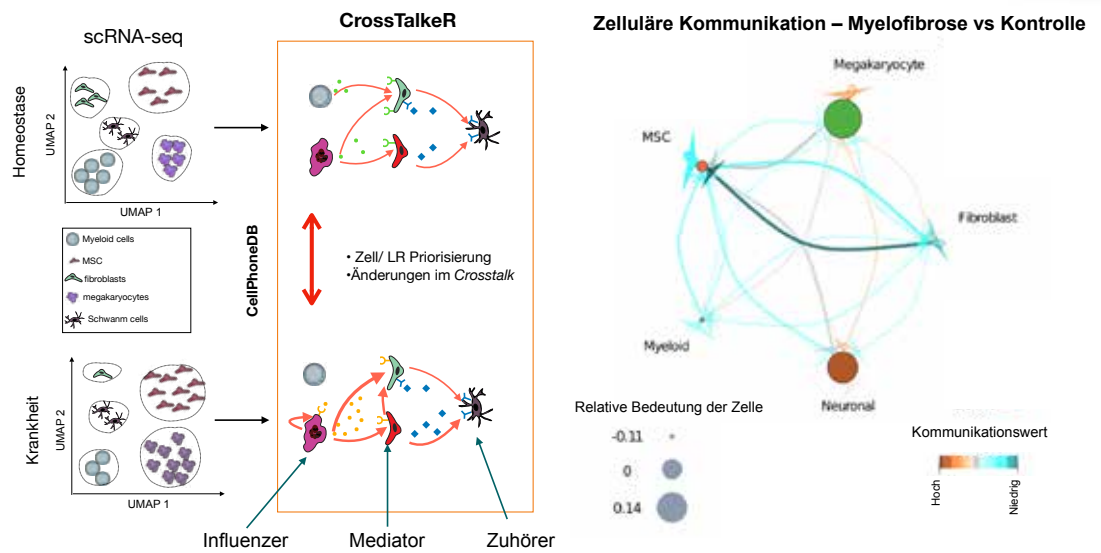 CrossTalkeR
scRNA-seq
Homeostase
UMAP 2
UMAP 1
Myeloid cells
MSC
fibroblasts
megakaryocytes
Schwanm cells
CellPhoneDB
• Zell/ LR Priorisierung
•Änderungen im Crosstalk
Krankheit
UMAP 2
UMAP 1
Influenzer
Mediator
Zuhörer
Zelluläre Kommunikation – Myelofibrose vs Kontrolle
Megakaryocyte
MSC
Fibroblast
Myeloid
Neuronal
Relative Bedeutung der Zelle
-0.11
0
0.14
Kommunikationswert
Hoch
Niedrig